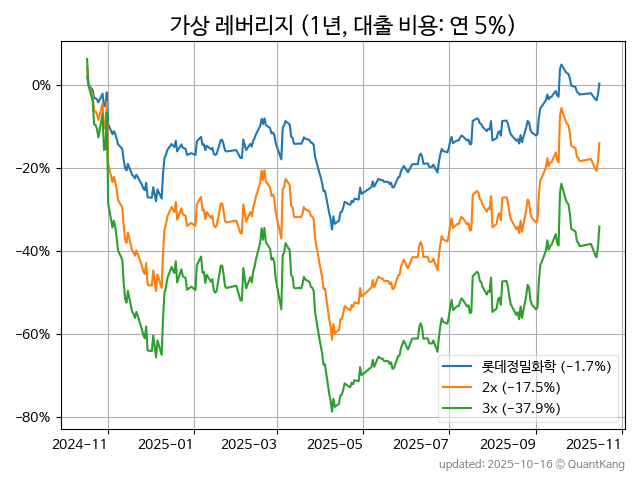 가상 레버리지 (1년, 대출 비용: 연 5%)
0%
−20%
−40%
−60%
−80%
롯데정밀화학 (−1.7%)
2x (−17.5%)
3x (−37.9%)
2024−11 2025−01 2025−03 2025−05 2025−07 2025−09 2025−11
updated: 2025-10-16 © QuantKang